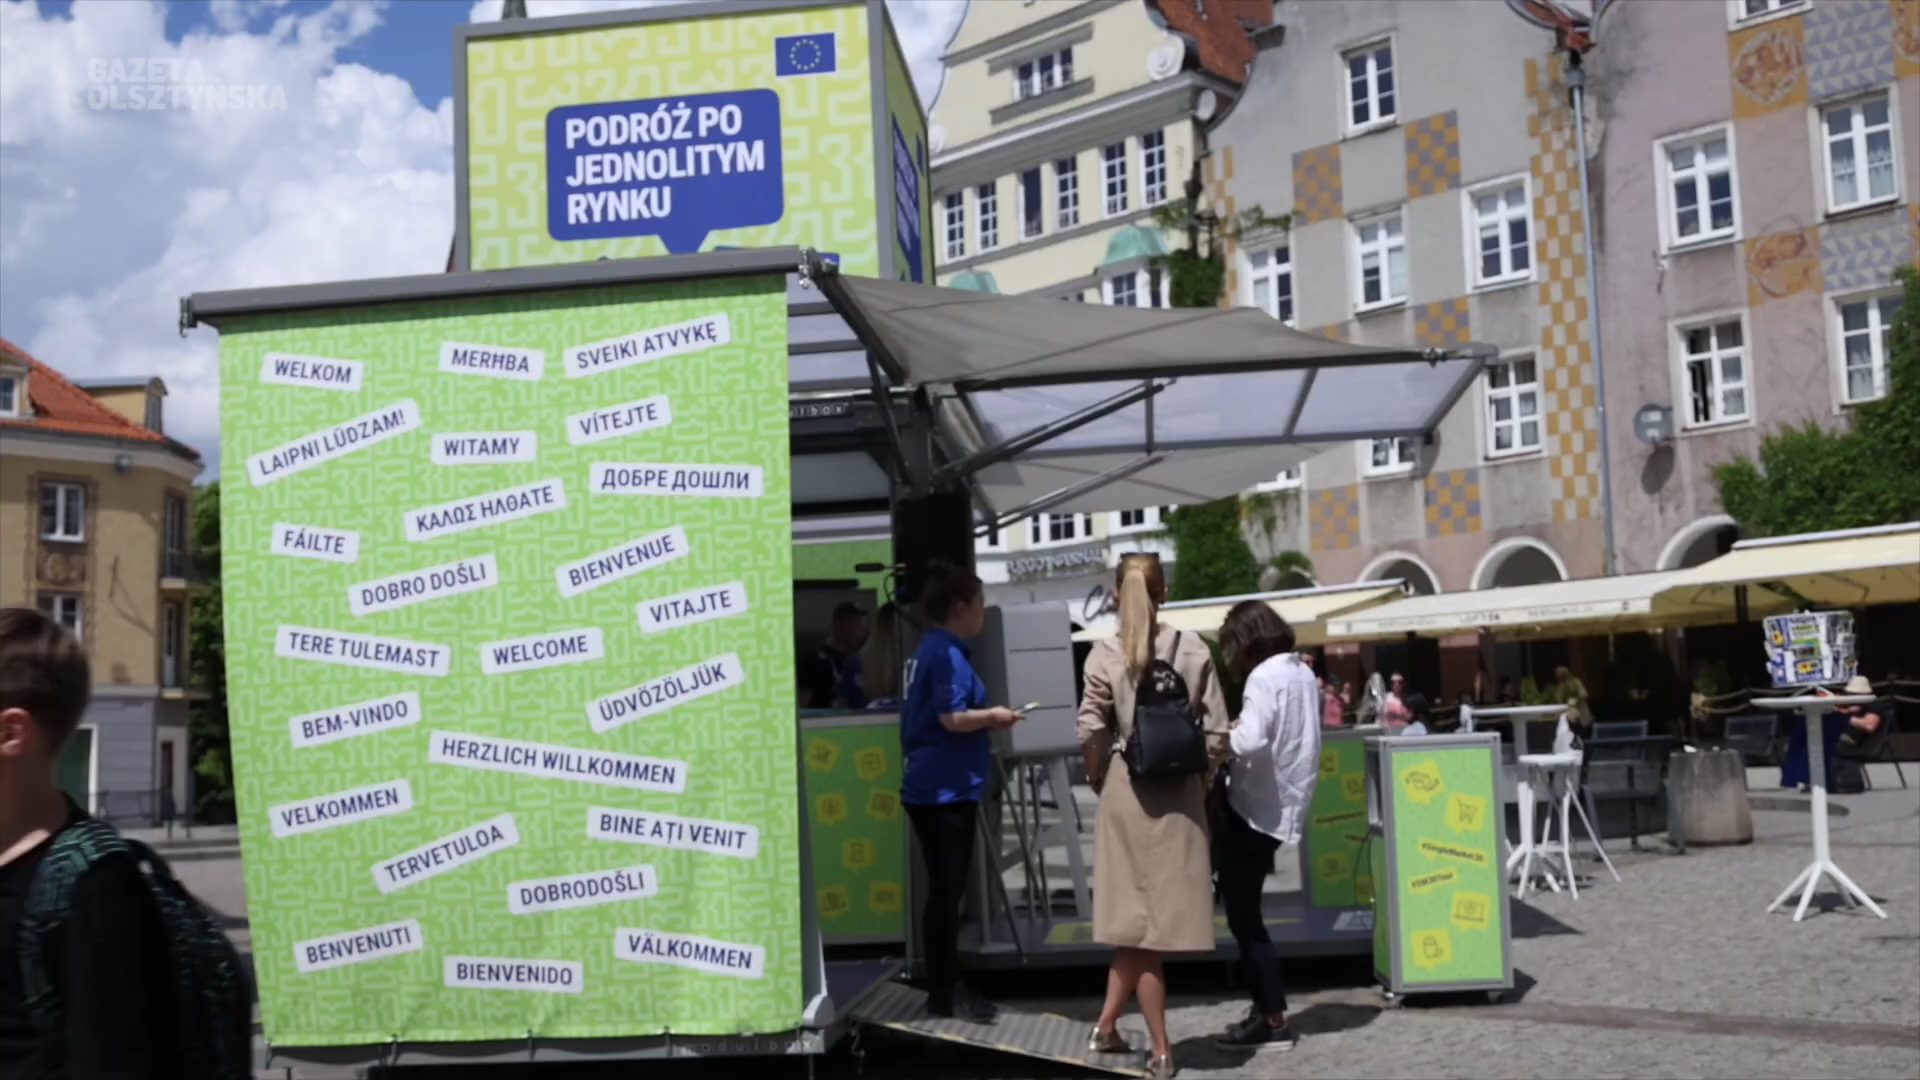 GAZETA
OLSZTYŃSKA
PODRÓŻ PO
JEDNOLITYM
RYNKU
WELKOM
MERĦBA
SVEIKI ATVYKĘ
LAIPNI LŪDZAM!
WITAMY
VÍTEJTE
ДОБРЕ ДОШЛИ
ΚΑΛΩΣ ΗΛΘΑΤΕ
FÁILTE
DOBRO DOŠLI
BIENVENUE
VITAJTE
TERE TULEMAST
WELCOME
ÜDVÖZÖLJÜK
BEM-VINDO
HERZLICH WILLKOMMEN
VELKOMMEN
BINE AȚI VENIT
TERVETULOA
DOBRODOŠLI
BENVENUTI
VÄLKOMMEN
BIENVENIDO
modulbox
#SingleMarket30